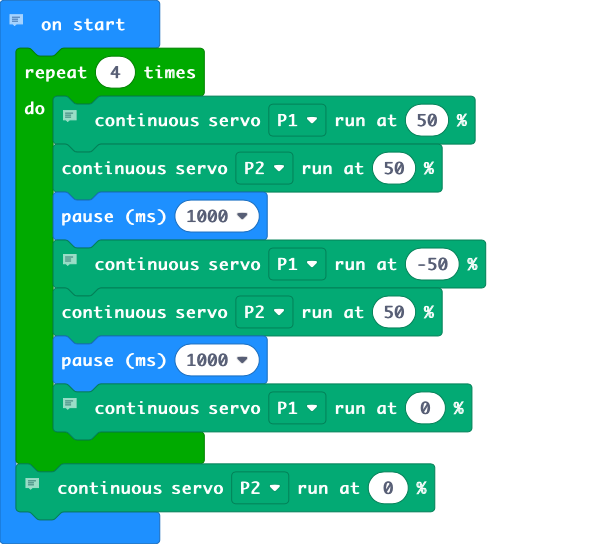 on start
repeat 4 times
do
continuous servo P1 run at 50 %
continuous servo P2 run at 50 %
pause (ms) 1000
continuous servo P1 run at -50 %
continuous servo P2 run at 50 %
pause (ms) 1000
continuous servo P1 run at 0 %
continuous servo P2 run at 0 %